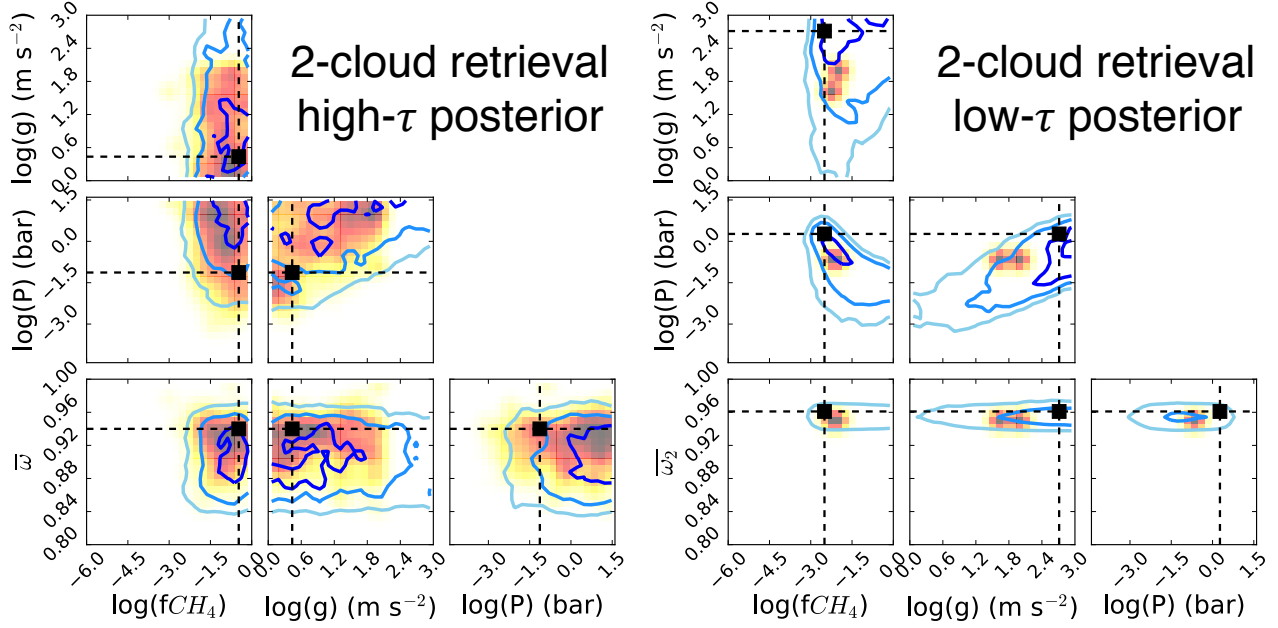 2-cloud retrieval
high-τ posterior
log(g) (m s⁻²)
3.0
2.4
1.8
1.2
0.6
0.0
log(P) (bar)
1.5
0.0
−1.5
−3.0
ω̅
1.00
0.96
0.92
0.88
0.84
0.80
−6.0 −4.5 −3.0 −1.5 0.0 0.6 1.2 1.8 2.4 3.0 −3.0 −1.5 0.0 1.5
log(fCH₄) log(g) (m s⁻²) log(P) (bar)
2-cloud retrieval
low-τ posterior
log(g) (m s⁻²)
3.0
2.4
1.8
1.2
0.6
0.0
log(P) (bar)
1.5
0.0
−1.5
−3.0
ω̅₂
1.00
0.96
0.92
0.88
0.84
0.80
−6.0 −4.5 −3.0 −1.5 0.0 0.6 1.2 1.8 2.4 3.0 −3.0 −1.5 0.0 1.5
log(fCH₄) log(g) (m s⁻²) log(P) (bar)